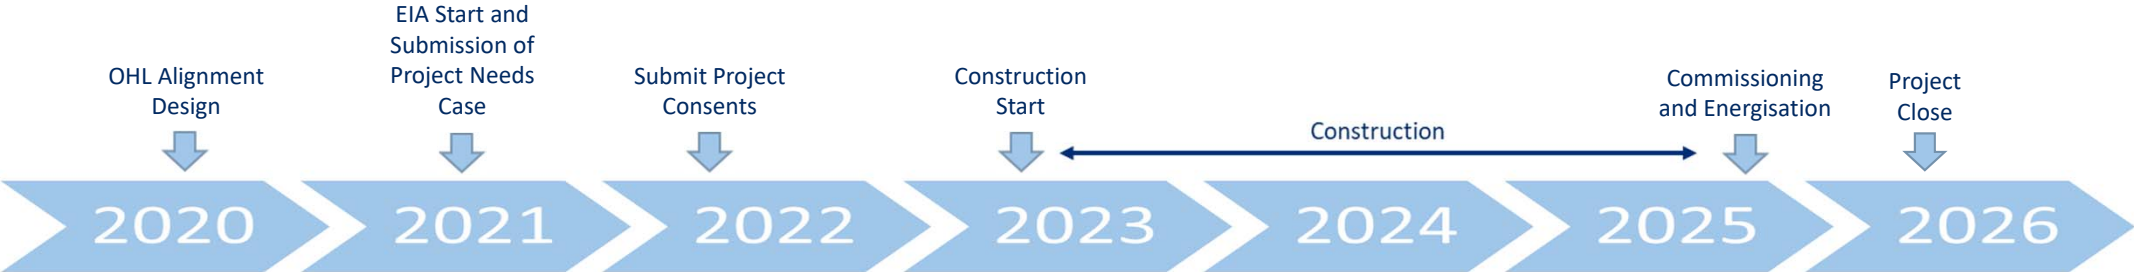 OHL Alignment
Design
EIA Start and
Submission of
Project Needs
Case
Submit Project
Consents
Construction
Start
Construction
Commissioning
and Energisation
Project
Close
2020
2021
2022
2023
2024
2025
2026